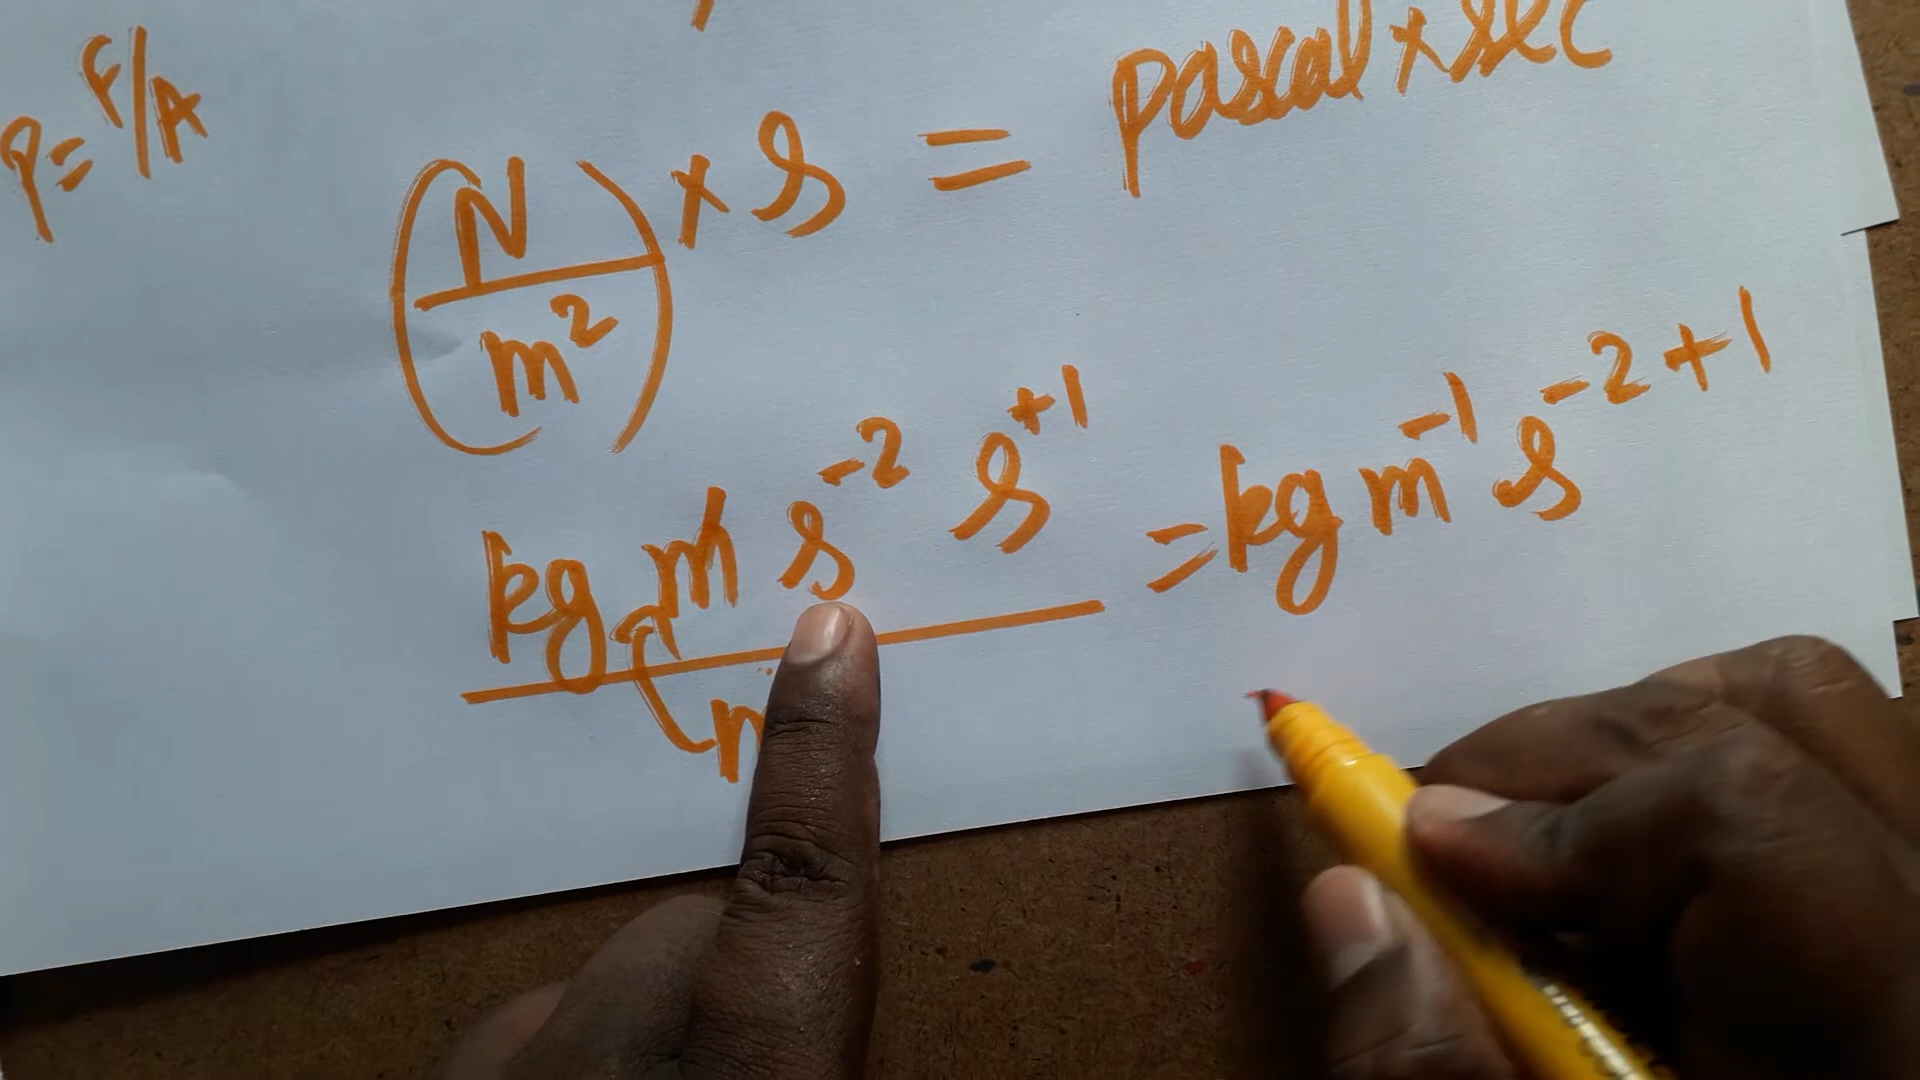 P = F/A
(N/m²) × s = pascal × sec
kg m s⁻² s⁺¹ / m = kg m⁻¹ s⁻²⁺¹